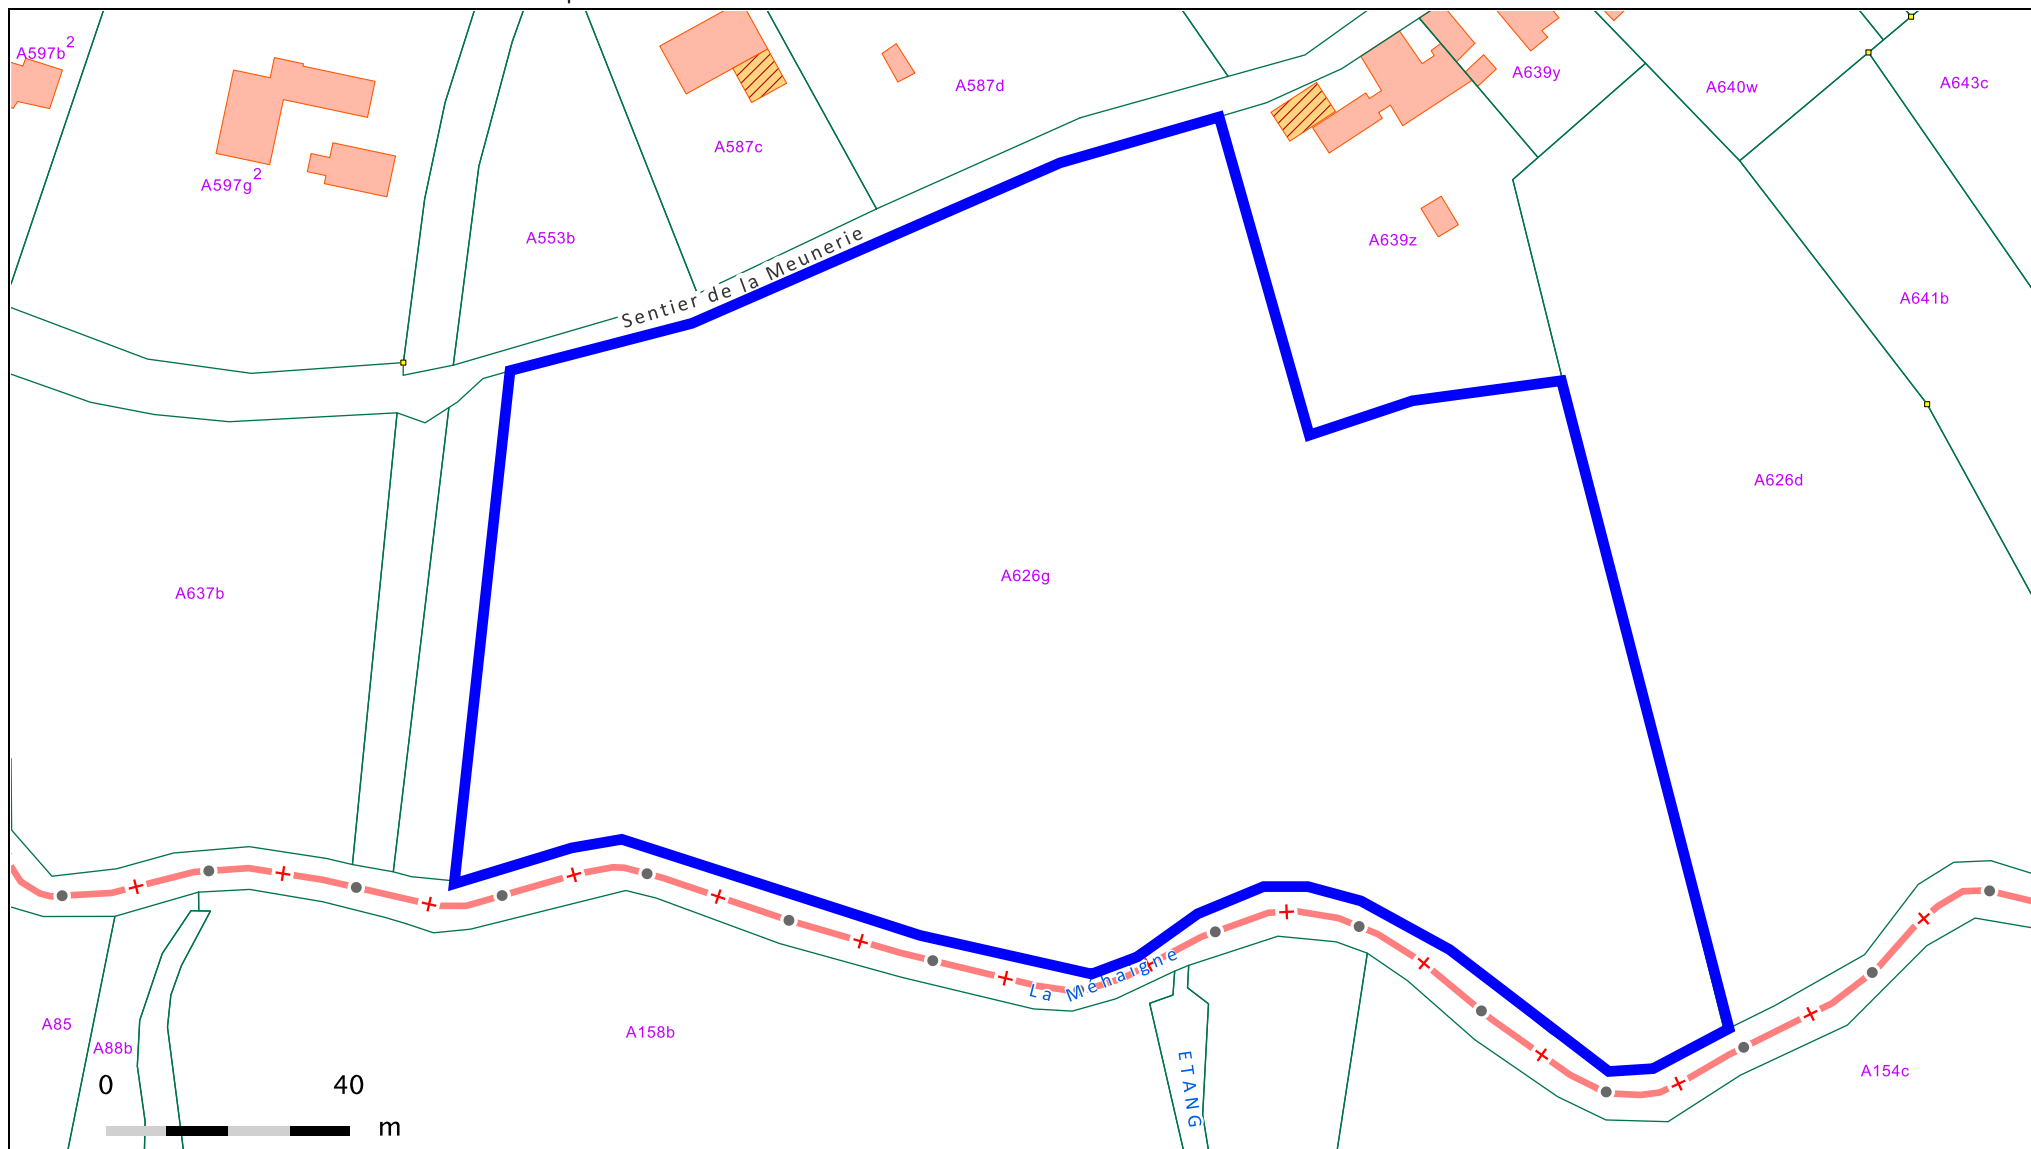 A597b2
A643c
A639y
A587d
A640w
A587c
A597g2
A553b
A639z
Sentier de la Meunerie
A641b
A626d
A626g
A637b
La Méhaigne
A85
A158b
A88b
A154c
ETANG
0 40
m